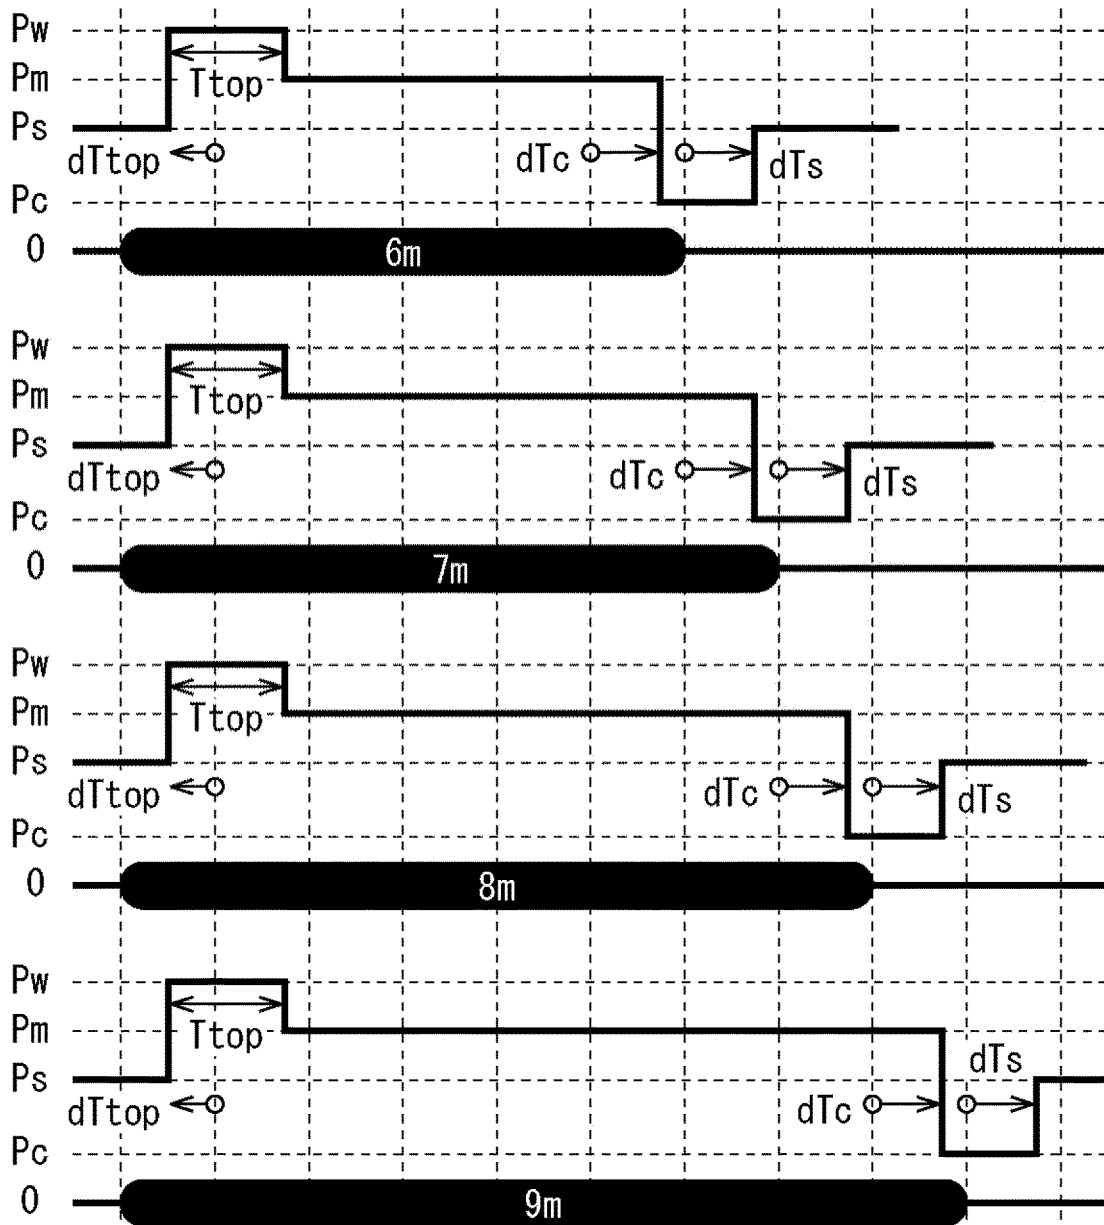 Pw
Ttop
Pm
Ps
dTtop dTc dTs
Pc
0 6m
Pw
Ttop
Pm
Ps
dTtop dTc dTs
Pc
0 7m
Pw
Ttop
Pm
Ps
dTtop dTc dTs
Pc
0 8m
Pw
Ttop
Pm
Ps dTs
dTtop dTc
Pc
0 9m